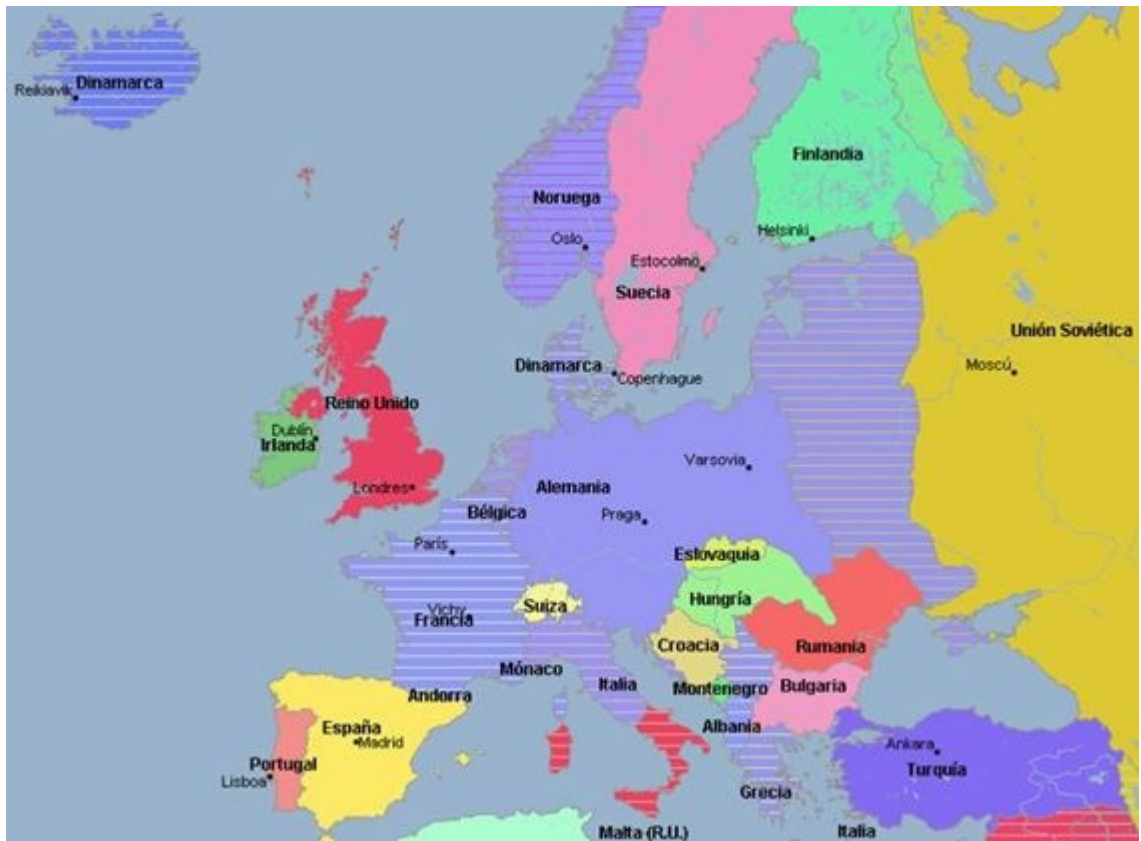 Dinamarca
Reikiavik
Noruega
Oslo
Finlandia
Helsinki
Estocolmo
Suecia
Unión Soviética
Moscú
Dinamarca
Copenhague
Reino Unido
Dublín
Irlanda
Londres
Varsovia
Alemania
Bélgica
Praga
París
Eslovaquia
Suiza
Hungría
Vichy
Francia
Croacia
Rumanía
Mónaco
Italia
Montenegro
Bulgaria
Andorra
España
Madrid
Albania
Portugal
Lisboa
Ankara
Turquía
Grecia
Malta (R.U.)
Italia